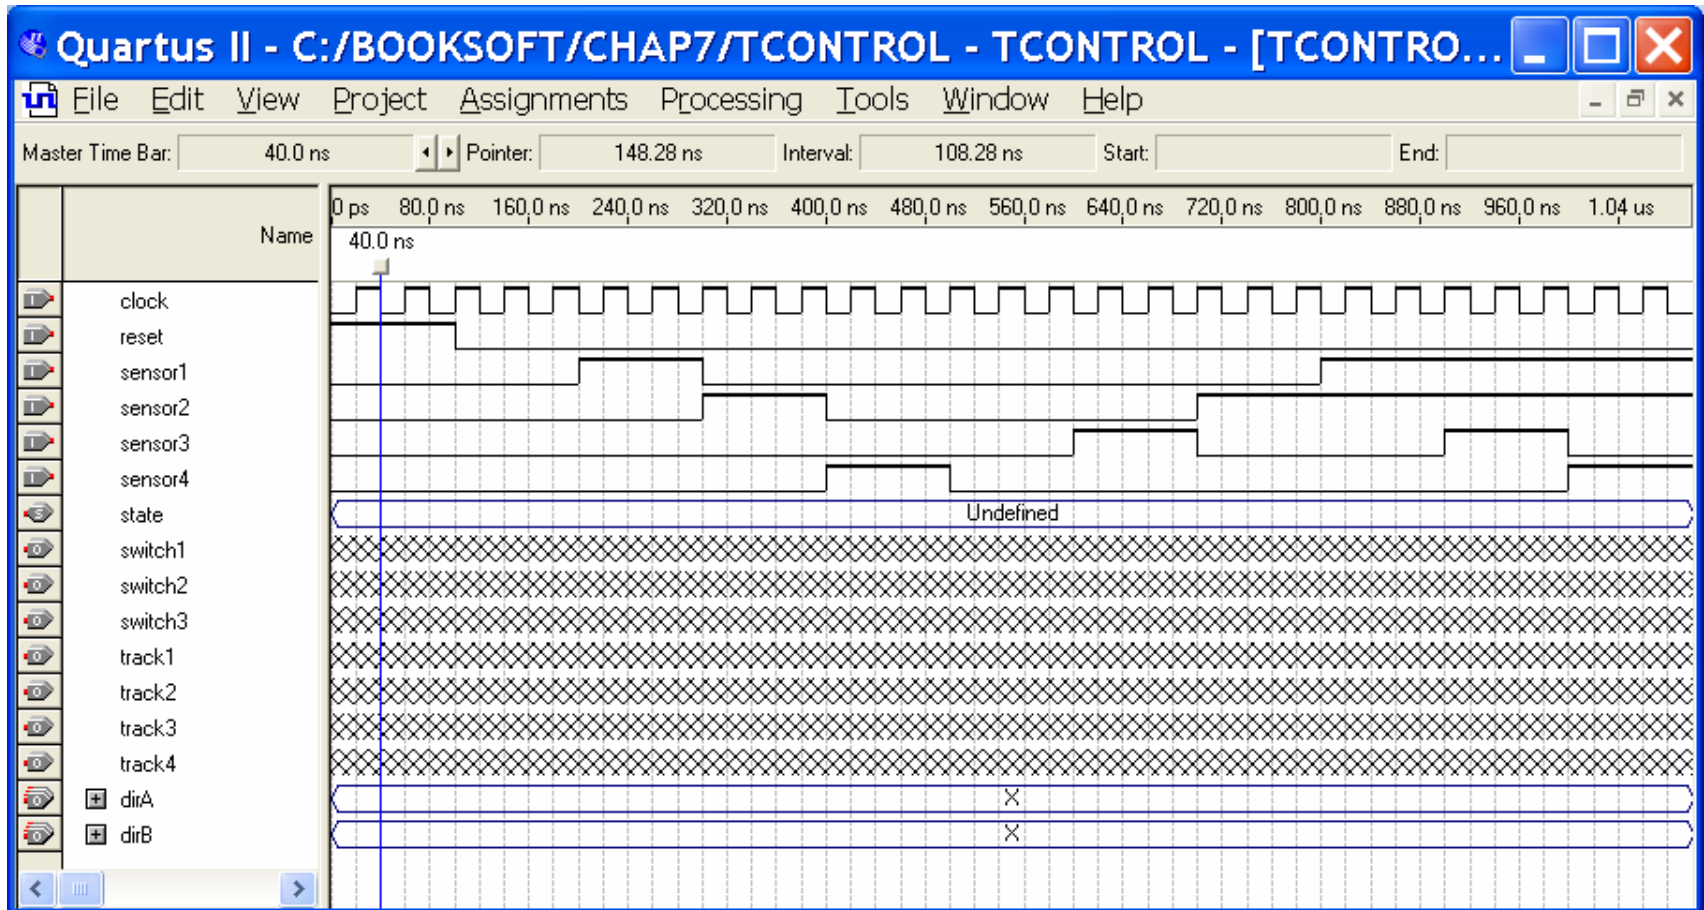 Quartus II - C:/BOOKSOFT/CHAP7/TCONTROL - TCONTROL - [TCONTRO...
File Edit View Project Assignments Processing Tools Window Help
Master Time Bar: 40.0 ns Pointer: 148.28 ns Interval: 108.28 ns Start: End:
Name
0 ps 80.0 ns 160.0 ns 240.0 ns 320.0 ns 400.0 ns 480.0 ns 560.0 ns 640.0 ns 720.0 ns 800.0 ns 880.0 ns 960.0 ns 1.04 us
40.0 ns
clock
reset
sensor1
sensor2
sensor3
sensor4
state Undefined
switch1
switch2
switch3
track1
track2
track3
track4
dirA X
dirB X